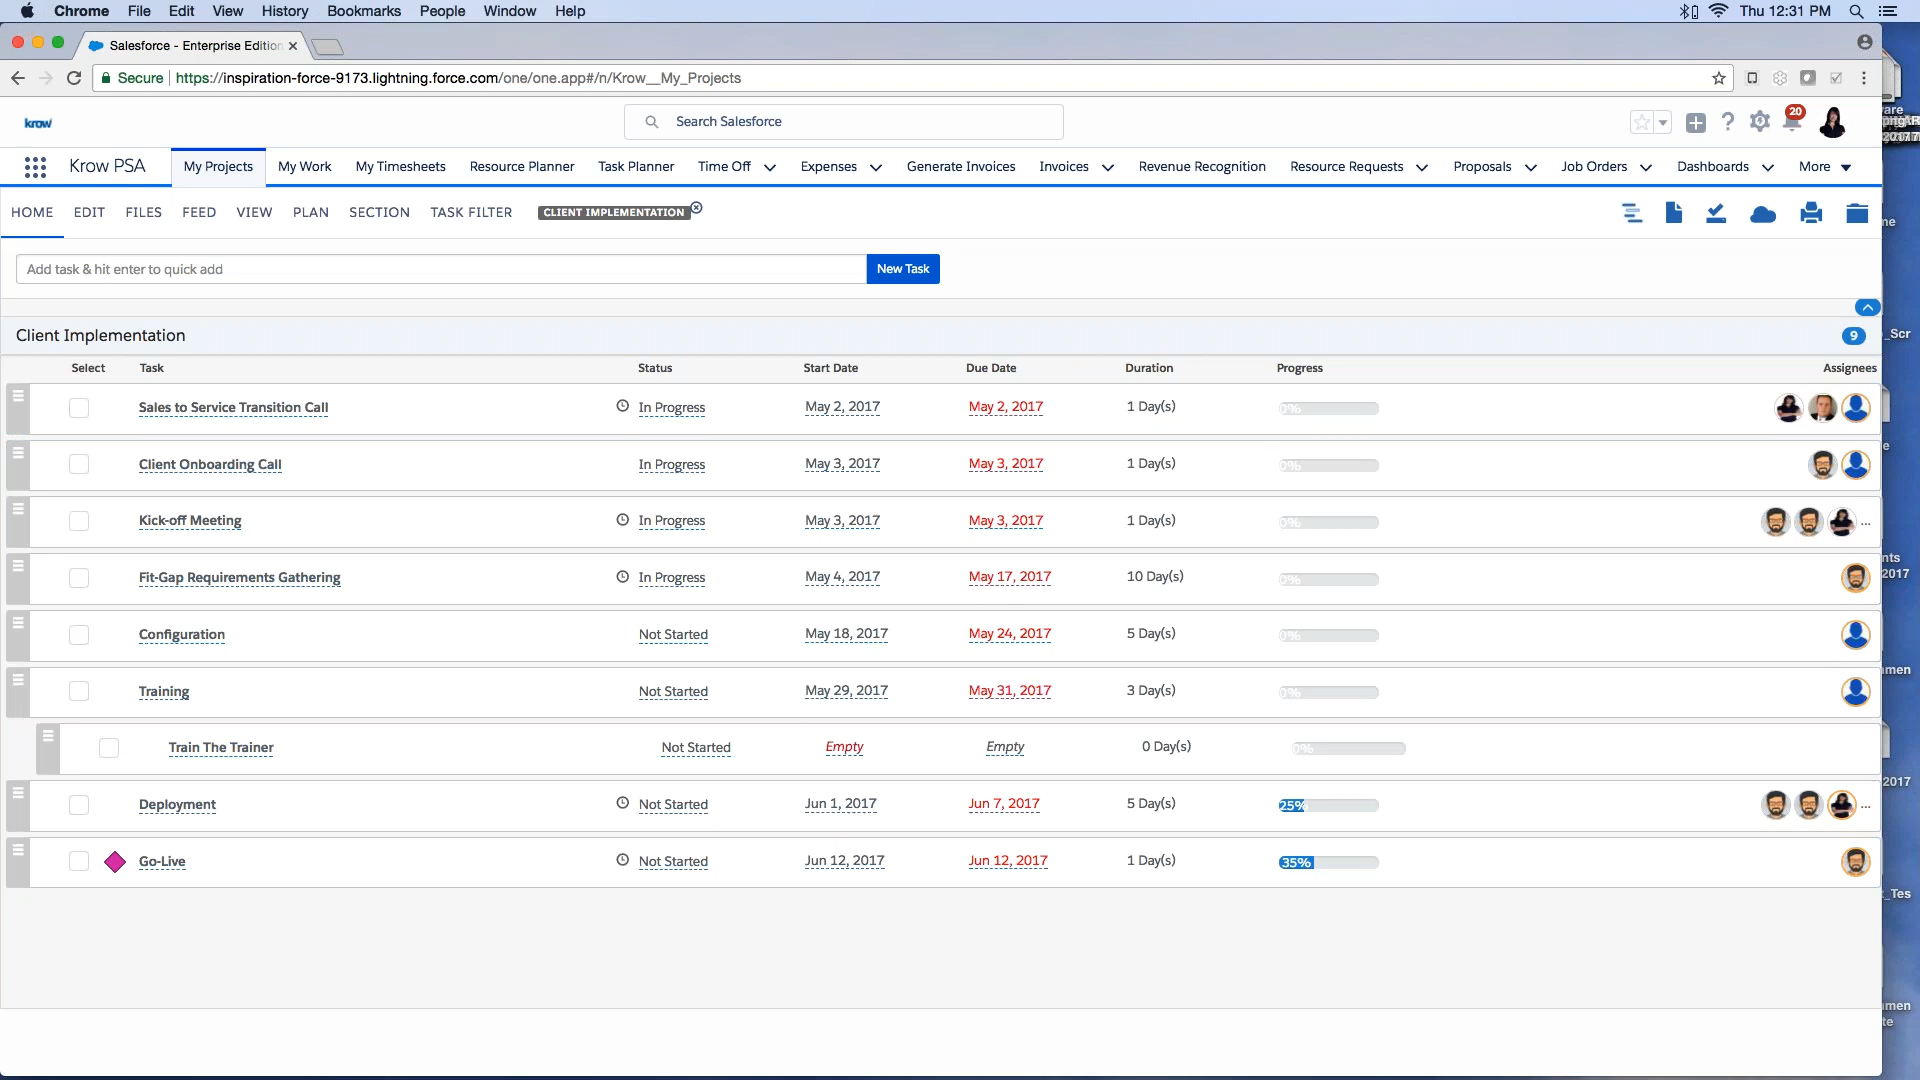 Chrome File Edit View History Bookmarks People Window Help Thu 12:31 PM
Salesforce - Enterprise Edition
Secure https://inspiration-force-9173.lightning.force.com/one/one.app#/n/Krow__My_Projects
krow Search Salesforce 20
Krow PSA My Projects My Work My Timesheets Resource Planner Task Planner Time Off Expenses Generate Invoices Invoices Revenue Recognition Resource Requests Proposals Job Orders Dashboards More
HOME EDIT FILES FEED VIEW PLAN SECTION TASK FILTER CLIENT IMPLEMENTATION
Add task & hit enter to quick add New Task
Client Implementation 9
Select Task Status Start Date Due Date Duration Progress Assignees
Sales to Service Transition Call In Progress May 2, 2017 May 2, 2017 1 Day(s) 0%
Client Onboarding Call In Progress May 3, 2017 May 3, 2017 1 Day(s) 0%
Kick-off Meeting In Progress May 3, 2017 May 3, 2017 1 Day(s) 0% ...
Fit-Gap Requirements Gathering In Progress May 4, 2017 May 17, 2017 10 Day(s) 0%
Configuration Not Started May 18, 2017 May 24, 2017 5 Day(s) 0%
Training Not Started May 29, 2017 May 31, 2017 3 Day(s) 0%
Train The Trainer Not Started Empty Empty 0 Day(s) 0%
Deployment Not Started Jun 1, 2017 Jun 7, 2017 5 Day(s) 25% ...
Go-Live Not Started Jun 12, 2017 Jun 12, 2017 1 Day(s) 35%